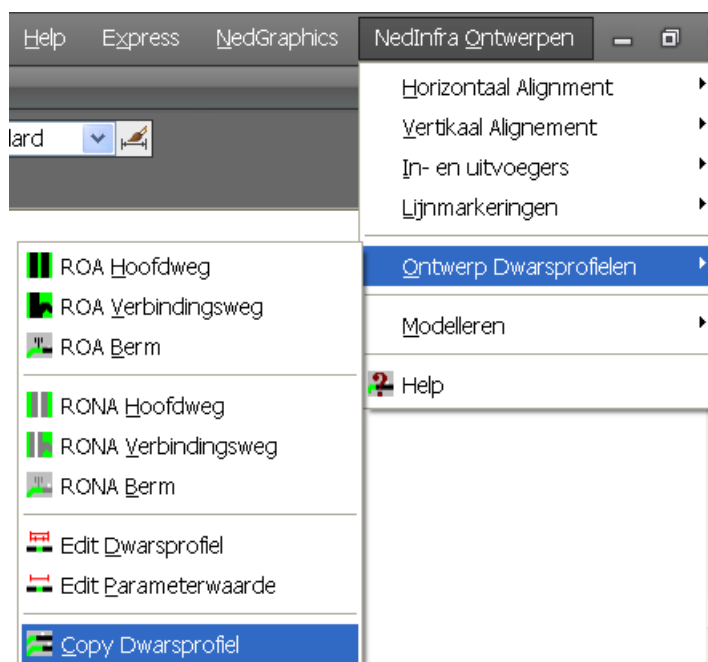 Help Express NedGraphics NedInfra Ontwerpen
Horizontaal Alignment
Vertikaal Alignement
In- en uitvoegers
Lijnmarkeringen
Ontwerp Dwarsprofielen
Modelleren
Help
lard
ROA Hoofdweg
ROA Verbindingsweg
ROA Berm
RONA Hoofdweg
RONA Verbindingsweg
RONA Berm
Edit Dwarsprofiel
Edit Parameterwaarde
Copy Dwarsprofiel